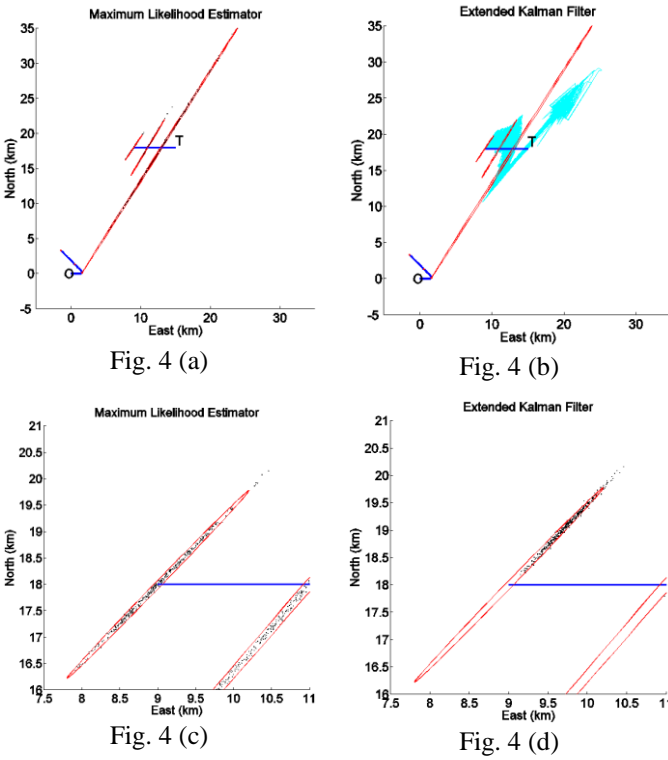 Maximum Likelihood Estimator
35
30
25
20
15
10
5
0
-5
North (km)
T
O
0 10 20 30
East (km)
Fig. 4 (a)
Extended Kalman Filter
35
30
25
20
15
10
5
0
-5
North (km)
T
O
0 10 20 30
East (km)
Fig. 4 (b)
Maximum Likelihood Estimator
21
20.5
20
19.5
19
18.5
18
17.5
17
16.5
16
North (km)
7.5 8 8.5 9 9.5 10 10.5 11
East (km)
Fig. 4 (c)
Extended Kalman Filter
21
20.5
20
19.5
19
18.5
18
17.5
17
16.5
16
North (km)
7.5 8 8.5 9 9.5 10 10.5 11
East (km)
Fig. 4 (d)